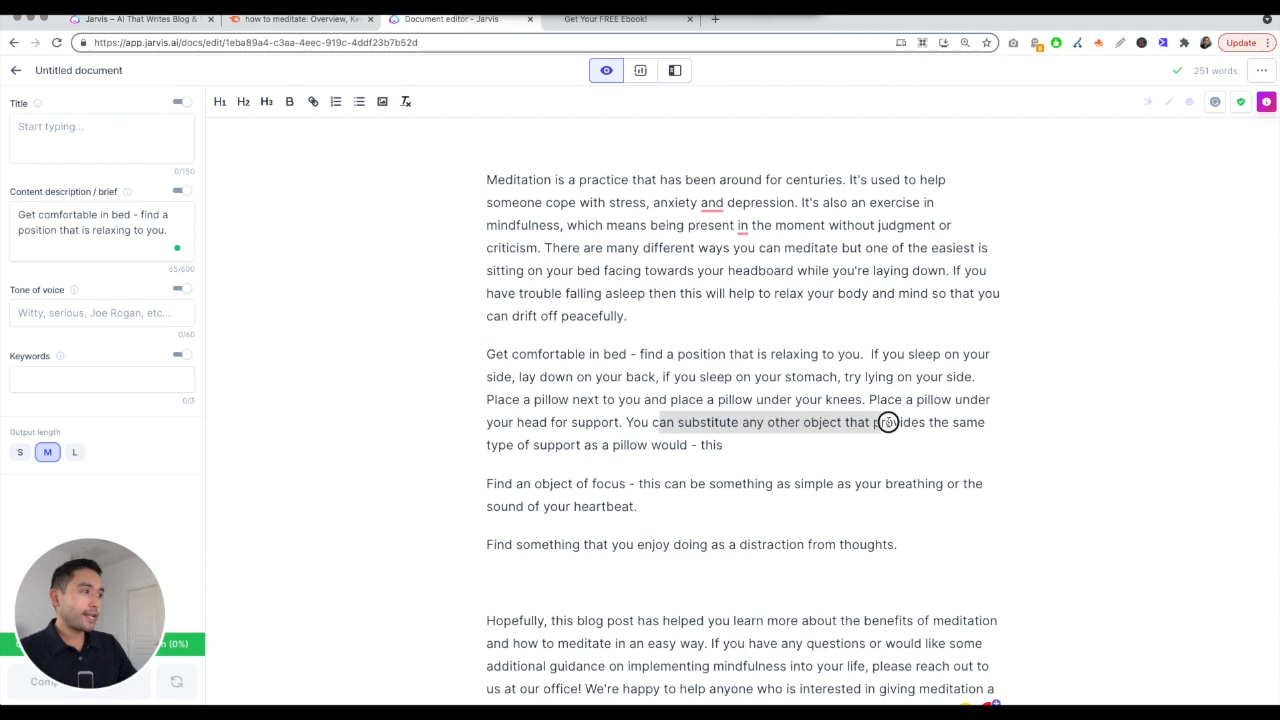 Jarvis – AI That Writes Blog &
how to meditate: Overview, Ke
Document editor - Jarvis
Get Your FREE Ebook!
https://app.jarvis.ai/docs/edit/1eba89a4-c3aa-4eec-919c-4ddf23b7b52d
Update
Untitled document
251 words
Title
H1 H2 H3 B
Start typing...
0/150
Content description / brief
Get comfortable in bed - find a
position that is relaxing to you.
65/600
Tone of voice
Witty, serious, Joe Rogan, etc...
0/60
Keywords
0/3
Output length
S M L
(0%)
Meditation is a practice that has been around for centuries. It's used to help
someone cope with stress, anxiety and depression. It's also an exercise in
mindfulness, which means being present in the moment without judgment or
criticism. There are many different ways you can meditate but one of the easiest is
sitting on your bed facing towards your headboard while you're laying down. If you
have trouble falling asleep then this will help to relax your body and mind so that you
can drift off peacefully.
Get comfortable in bed - find a position that is relaxing to you.  If you sleep on your
side, lay down on your back, if you sleep on your stomach, try lying on your side.
Place a pillow next to you and place a pillow under your knees. Place a pillow under
your head for support. You can substitute any other object that provides the same
type of support as a pillow would - this
Find an object of focus - this can be something as simple as your breathing or the
sound of your heartbeat.
Find something that you enjoy doing as a distraction from thoughts.
Hopefully, this blog post has helped you learn more about the benefits of meditation
and how to meditate in an easy way. If you have any questions or would like some
additional guidance on implementing mindfulness into your life, please reach out to
us at our office! We're happy to help anyone who is interested in giving meditation a